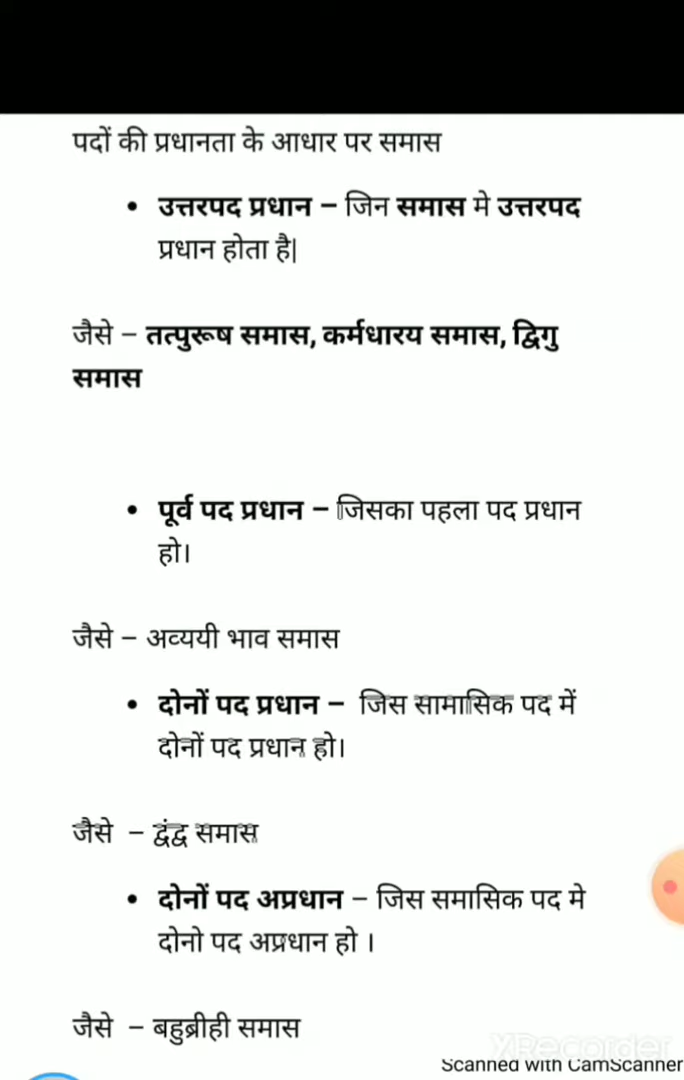 पदों की प्रधानता के आधार पर समास
• उत्तरपद प्रधान – जिन समास मे उत्तरपद
प्रधान होता है|
जैसे – तत्पुरूष समास, कर्मधारय समास, द्विगु
समास
• पूर्व पद प्रधान – जिसका पहला पद प्रधान
हो।
जैसे – अव्ययी भाव समास
• दोनों पद प्रधान – जिस सामासिक पद में
दोनों पद प्रधान हो।
जैसे – द्वंद्व समास
• दोनों पद अप्रधान – जिस समासिक पद मे
दोनो पद अप्रधान हो ।
जैसे – बहुब्रीही समास
XRecorder
Scanned with CamScanner